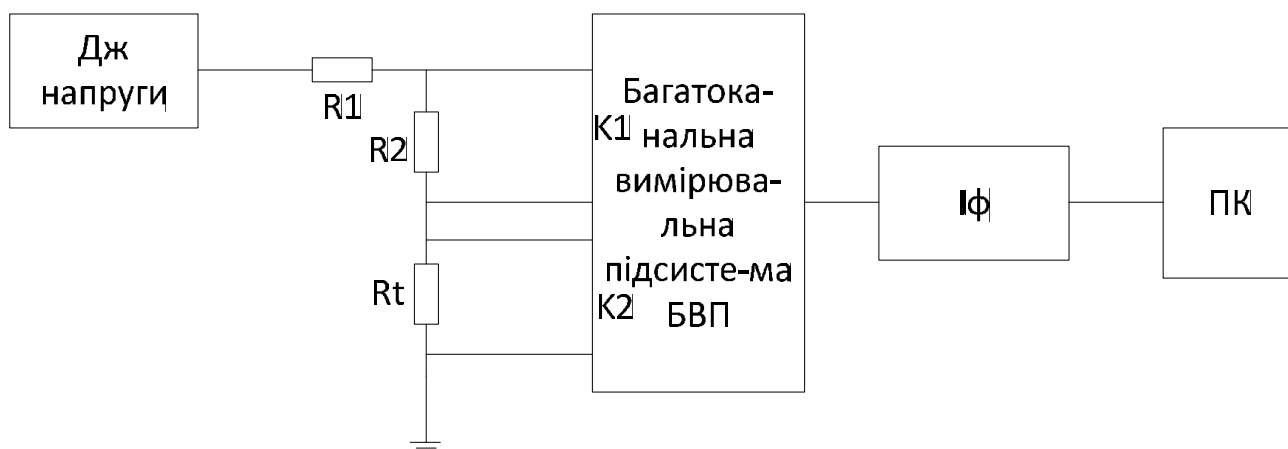 Дж
напруги
R1
R2
Rt
K1
K2
Багатока-
нальна
вимірюва-
льна
підсисте-ма
БВП
Іф
ПК